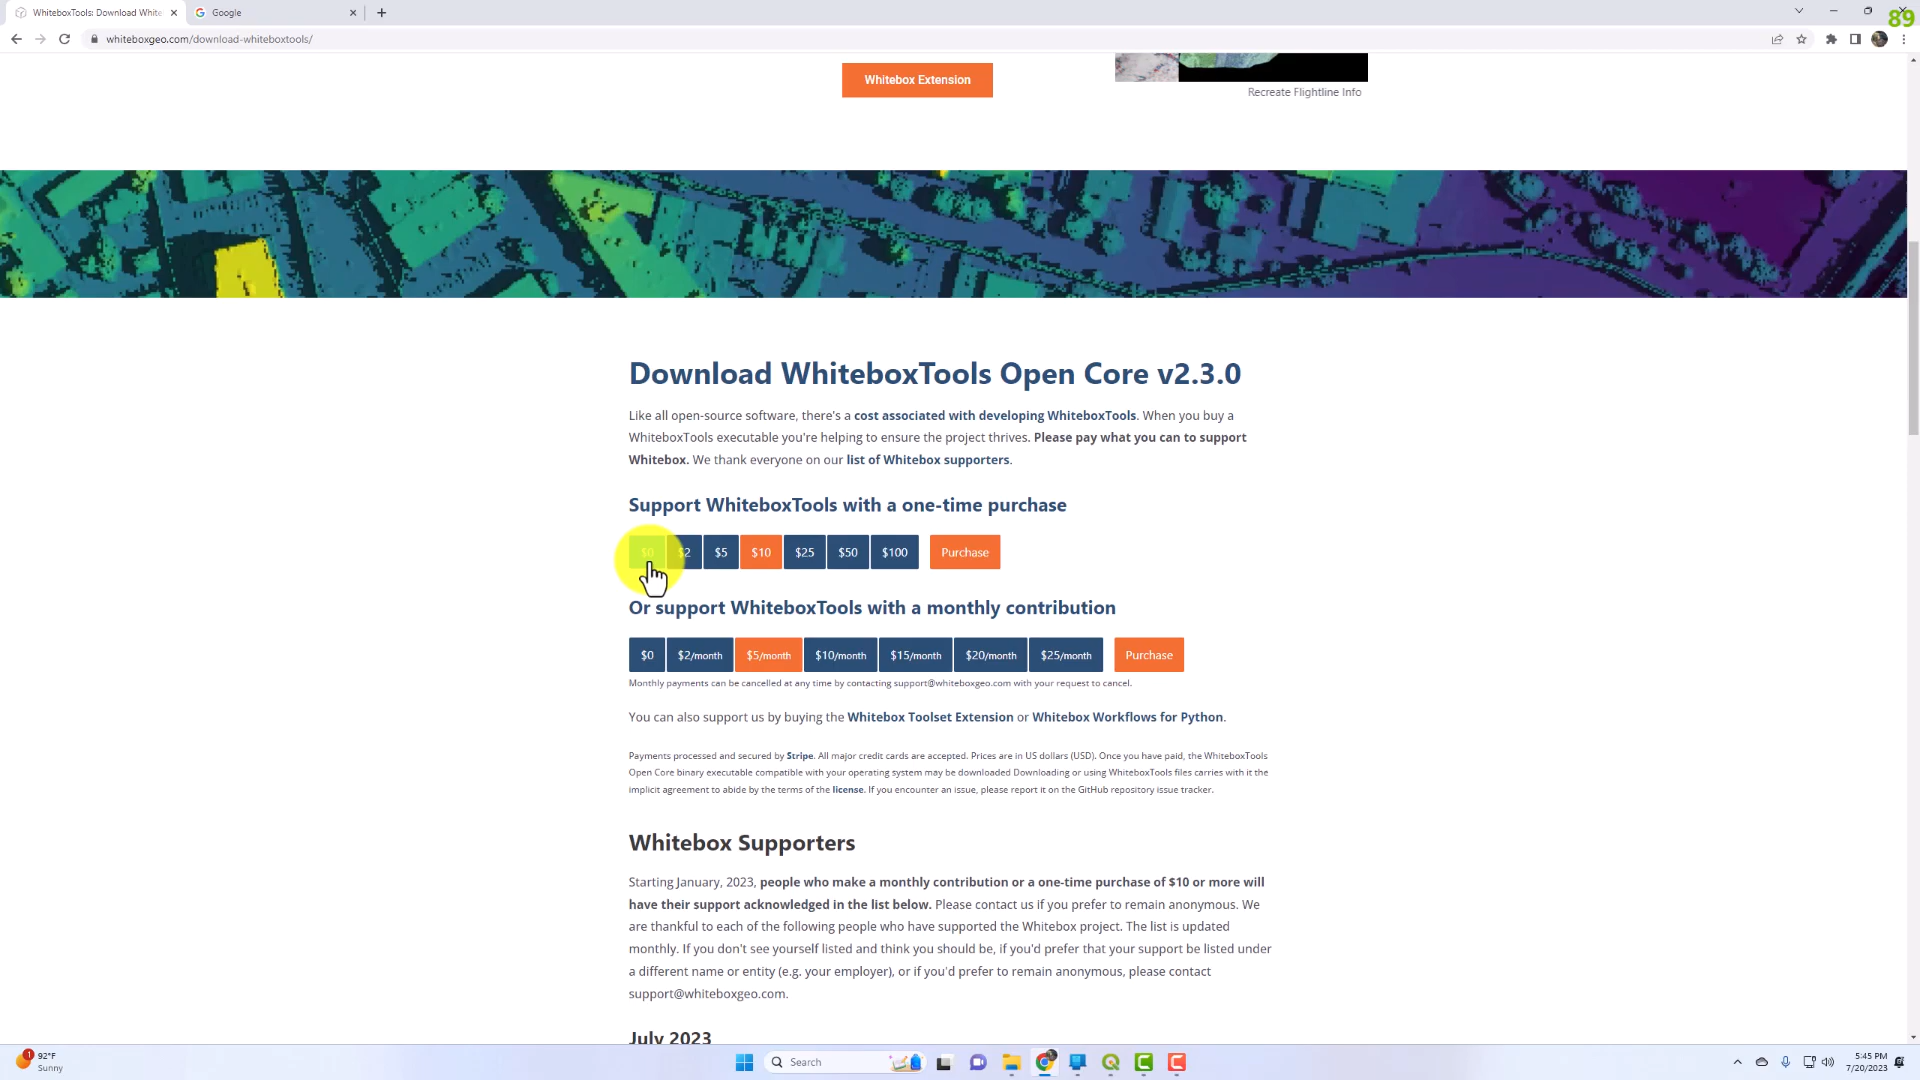 WhiteboxTools: Download White
Google
89
whiteboxgeo.com/download-whiteboxtools/
Whitebox Extension
Recreate Flightline Info
Download WhiteboxTools Open Core v2.3.0
Like all open-source software, there's a cost associated with developing WhiteboxTools. When you buy a
WhiteboxTools executable you're helping to ensure the project thrives. Please pay what you can to support
Whitebox. We thank everyone on our list of Whitebox supporters.
Support WhiteboxTools with a one-time purchase
$0 $2 $5 $10 $25 $50 $100 Purchase
Or support WhiteboxTools with a monthly contribution
$0 $2/month $5/month $10/month $15/month $20/month $25/month Purchase
Monthly payments can be cancelled at any time by contacting support@whiteboxgeo.com with your request to cancel.
You can also support us by buying the Whitebox Toolset Extension or Whitebox Workflows for Python.
Payments processed and secured by Stripe. All major credit cards are accepted. Prices are in US dollars (USD). Once you have paid, the WhiteboxTools
Open Core binary executable compatible with your operating system may be downloaded Downloading or using WhiteboxTools files carries with it the
implicit agreement to abide by the terms of the license. If you encounter an issue, please report it on the GitHub repository issue tracker.
Whitebox Supporters
Starting January, 2023, people who make a monthly contribution or a one-time purchase of $10 or more will
have their support acknowledged in the list below. Please contact us if you prefer to remain anonymous. We
are thankful to each of the following people who have supported the Whitebox project. The list is updated
monthly. If you don't see yourself listed and think you should be, if you'd prefer that your support be listed under
a different name or entity (e.g. your employer), or if you'd prefer to remain anonymous, please contact
support@whiteboxgeo.com.
July 2023
1
92°F
Sunny
Search
5:45 PM
7/20/2023